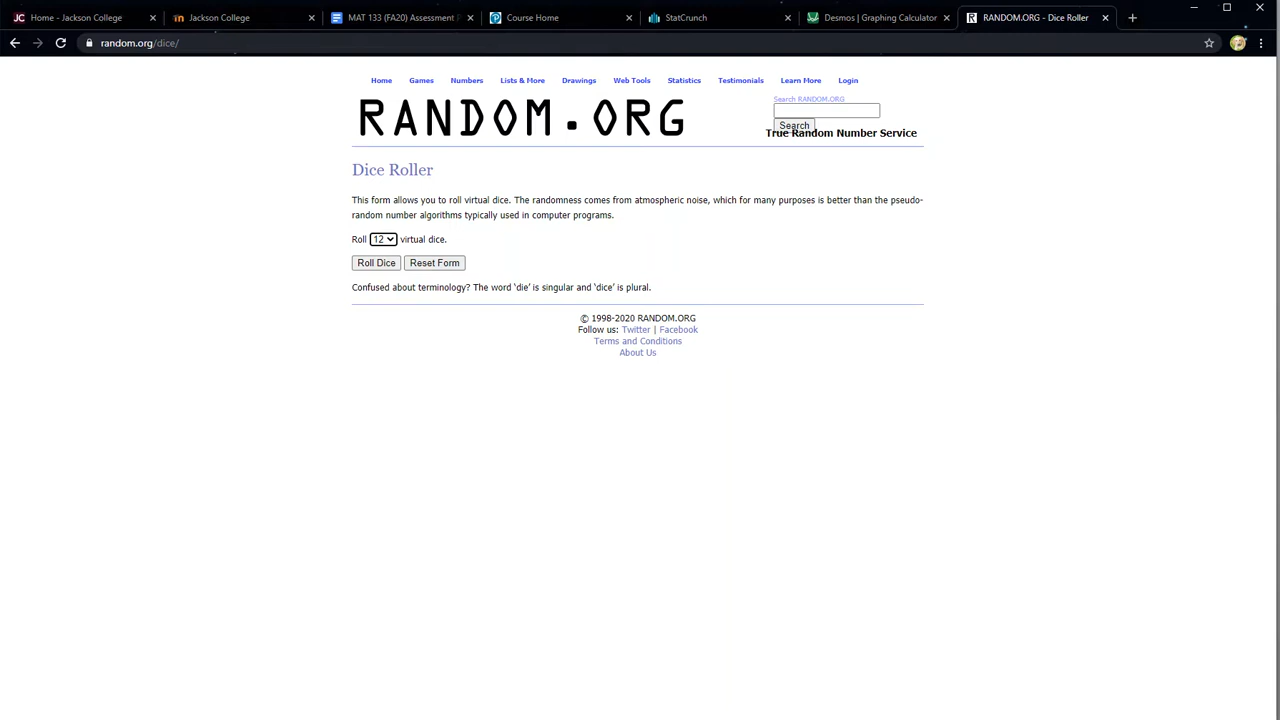 Home - Jackson College
Jackson College
MAT 133 (FA20) Assessment
Course Home
StatCrunch
Desmos | Graphing Calculator
RANDOM.ORG - Dice Roller
random.org/dice/
Home Games Numbers Lists & More Drawings Web Tools Statistics Testimonials Learn More Login
RANDOM.ORG
Search RANDOM.ORG
Search
True Random Number Service
Dice Roller
This form allows you to roll virtual dice. The randomness comes from atmospheric noise, which for many purposes is better than the pseudo-
random number algorithms typically used in computer programs.
Roll 12 virtual dice.
Roll Dice Reset Form
Confused about terminology? The word ‘die’ is singular and ‘dice’ is plural.
© 1998-2020 RANDOM.ORG
Follow us: Twitter | Facebook
Terms and Conditions
About Us